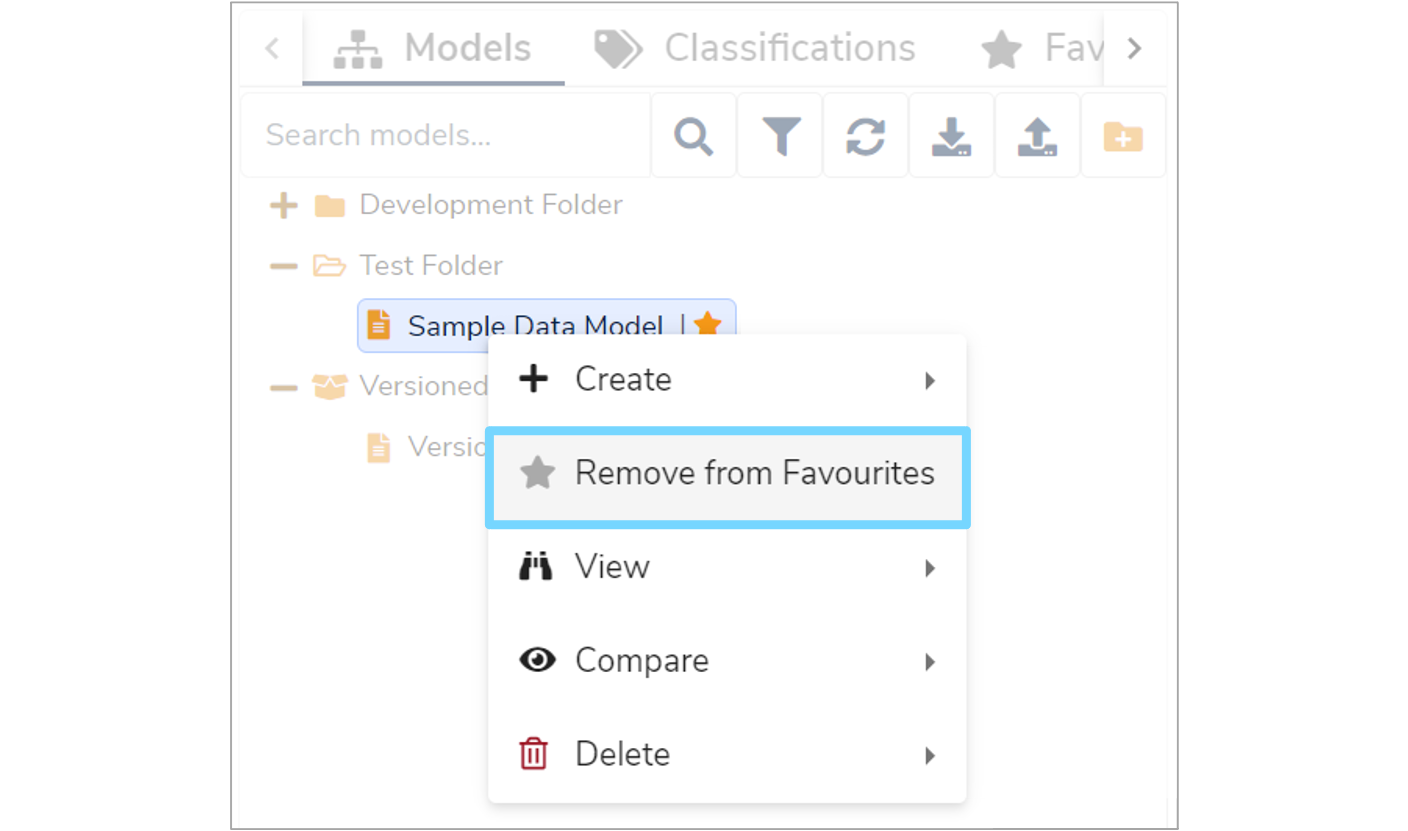 Models Classifications Fav
Search models...
Development Folder
Test Folder
Sample Data Model |
Create
Versioned
Remove from Favourites
Versio
View
Compare
Delete